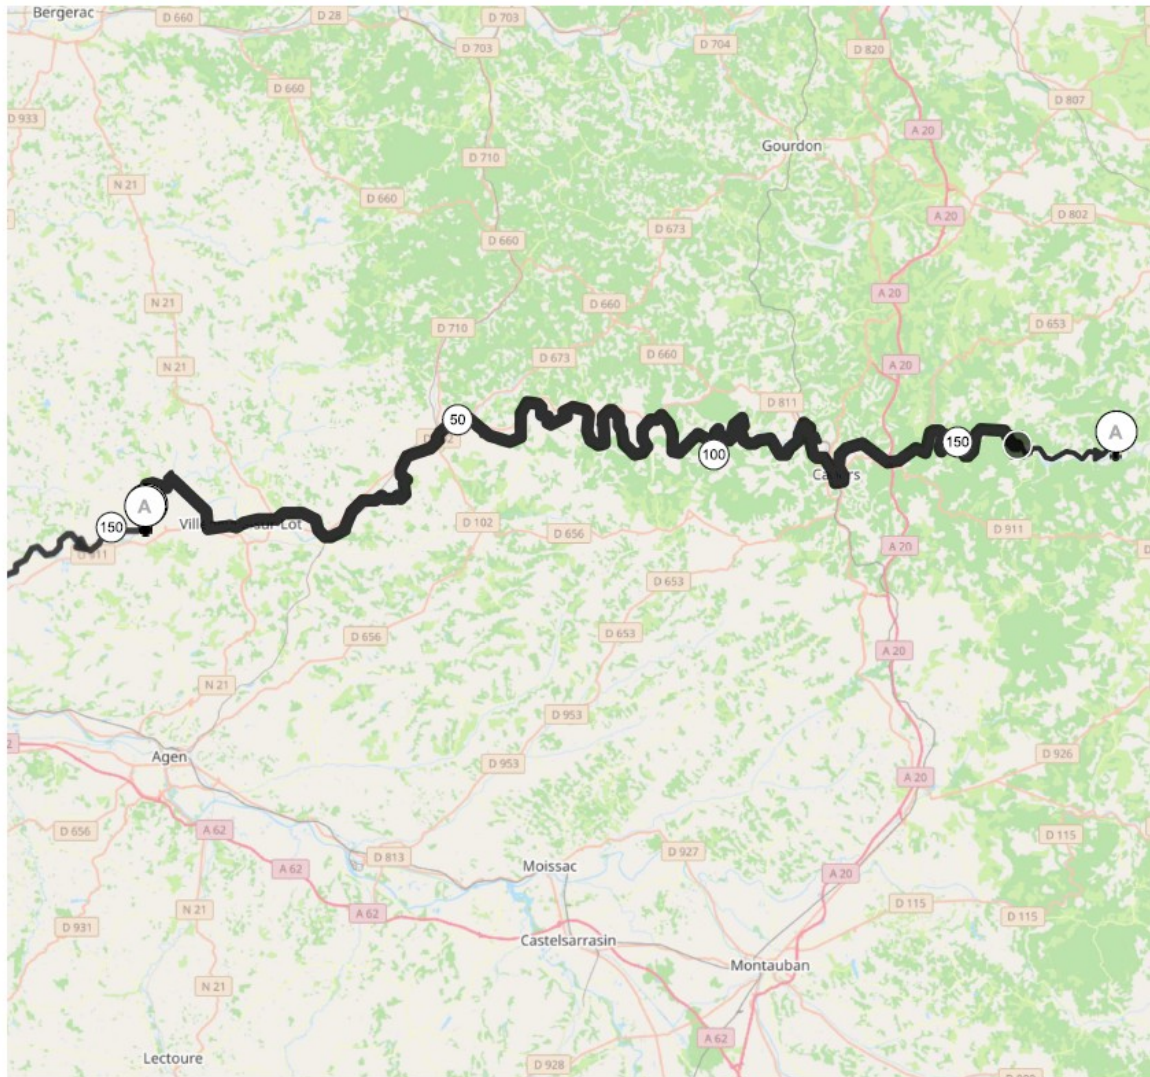 Bergerac
D 660
D 28
D 703
D 703
D 704
D 820
D 660
D 807
D 933
A 20
Gourdon
D 710
N 21
D 660
A 20
D 802
D 673
D 660
A 20
N 21
D 660
D 710
D 653
D 673
D 660
N 21
A 20
D 811
50
A
150
100
A
150
D 102
D 656
D 911
A 20
D 653
D 656
D 653
A 20
N 21
D 953
Agen
D 953
D 926
A 20
A 62
D 656
D 115
D 813
Moissac
D 927
A 62
A 20
N 21
A 62
D 115
D 115
D 931
Castelsarrasin
Montauban
N 21
A 62
Lectoure
D 928